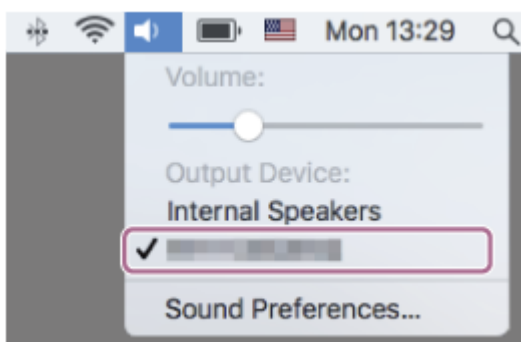 Mon 13:29
Volume:
Output Device:
Internal Speakers
Sound Preferences...